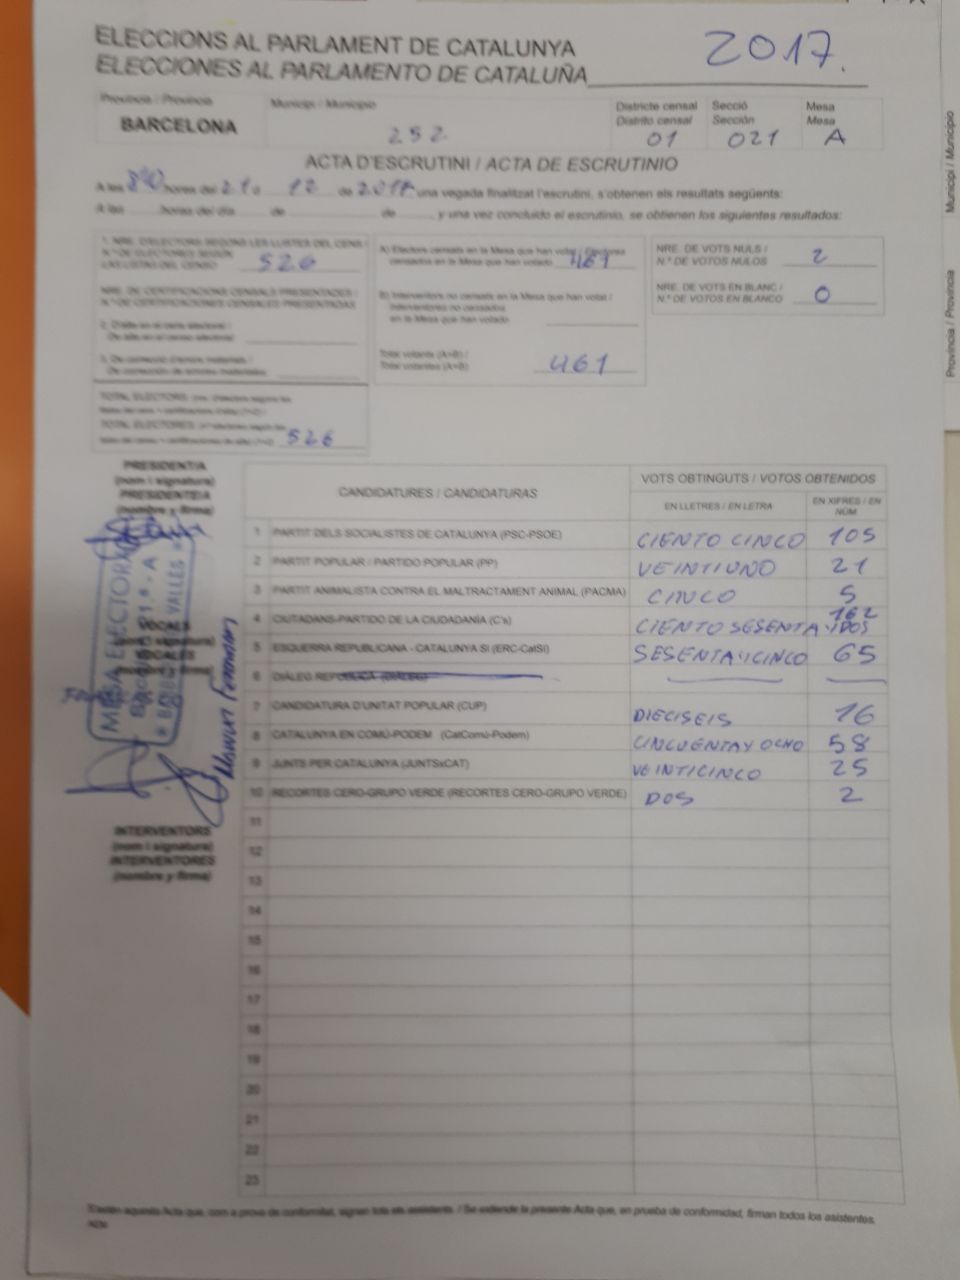 ELECCIONS AL PARLAMENT DE CATALUNYA
ELECCIONES AL PARLAMENTO DE CATALUÑA
2017.
Província / Provincia
BARCELONA
Municipi / Municipio
252
Districte censal
Distrito censal
01
Secció
Sección
021
Mesa
Mesa
A
ACTA D'ESCRUTINI / ACTA DE ESCRUTINIO
A les hores del 21 12 de 2017 una vegada finalitzat l'escrutini, s'obtenen els resultats següents:
A las horas del día de de y una vez concluido el escrutinio, se obtienen los siguientes resultados:
1. NRE. D'ELECTORS SEGONS LES LLISTES DEL CENS /
N.º DE ELECTORES SEGÚN
LAS LISTAS DEL CENSO 526
NRE. DE CERTIFICACIONS CENSALS PRESENTADES /
N.º DE CERTIFICACIONES CENSALES PRESENTADAS
2. D'alta en el cens electoral /
De alta en el censo electoral
3. De correcció d'errors materials /
De corrección de errores materiales
TOTAL ELECTORS:
TOTAL ELECTORES:
526
A) Electors censats en la Mesa que han votat / Electores
censados en la Mesa que han votado 461
B) Interventors no censats en la Mesa que han votat /
Interventores no censados
en la Mesa que han votado
Total votants (A+B) /
Total votantes (A+B) 461
NRE. DE VOTS NULS /
N.º DE VOTOS NULOS 2
NRE. DE VOTS EN BLANC /
N.º DE VOTOS EN BLANCO 0
PRESIDENT/A
(nom i signatura)
PRESIDENTE/A
(nombre y firma)
VOCALS
(nom i signatura)
VOCALES
(nombre y firma)
MESA ELECTORAL
INTERVENTORS
(nom i signatura)
INTERVENTORES
(nombre y firma)
CANDIDATURES / CANDIDATURAS
VOTS OBTINGUTS / VOTOS OBTENIDOS
EN LLETRES / EN LETRA
EN XIFRES / EN NÚM
1 PARTIT DELS SOCIALISTES DE CATALUNYA (PSC-PSOE) CIENTO CINCO 105
2 PARTIT POPULAR / PARTIDO POPULAR (PP) VEINTIUNO 21
3 PARTIT ANIMALISTA CONTRA EL MALTRACTAMENT ANIMAL (PACMA) CINCO 5
4 CIUTADANS-PARTIDO DE LA CIUDADANÍA (C's) CIENTO SESENTA Y DOS 162
5 ESQUERRA REPUBLICANA - CATALUNYA SÍ (ERC-CatSí) SESENTA Y CINCO 65
6 DIÀLEG REPÚBLICA (DIÀLEG)
7 CANDIDATURA D'UNITAT POPULAR (CUP) DIECISEIS 16
8 CATALUNYA EN COMÚ-PODEM (CatComú-Podem) CINCUENTA Y OCHO 58
9 JUNTS PER CATALUNYA (JUNTSxCAT) VEINTICINCO 25
10 RECORTES CERO-GRUPO VERDE (RECORTES CERO-GRUPO VERDE) DOS 2
11
12
13
14
15
16
17
18
19
20
21
22
23
S'estén aquesta Acta que, com a prova de conformitat, signen tots els assistents. / Se extiende la presente Acta que, en prueba de conformidad, firman todos los asistentes.
Municipi / Municipio
Província / Provincia